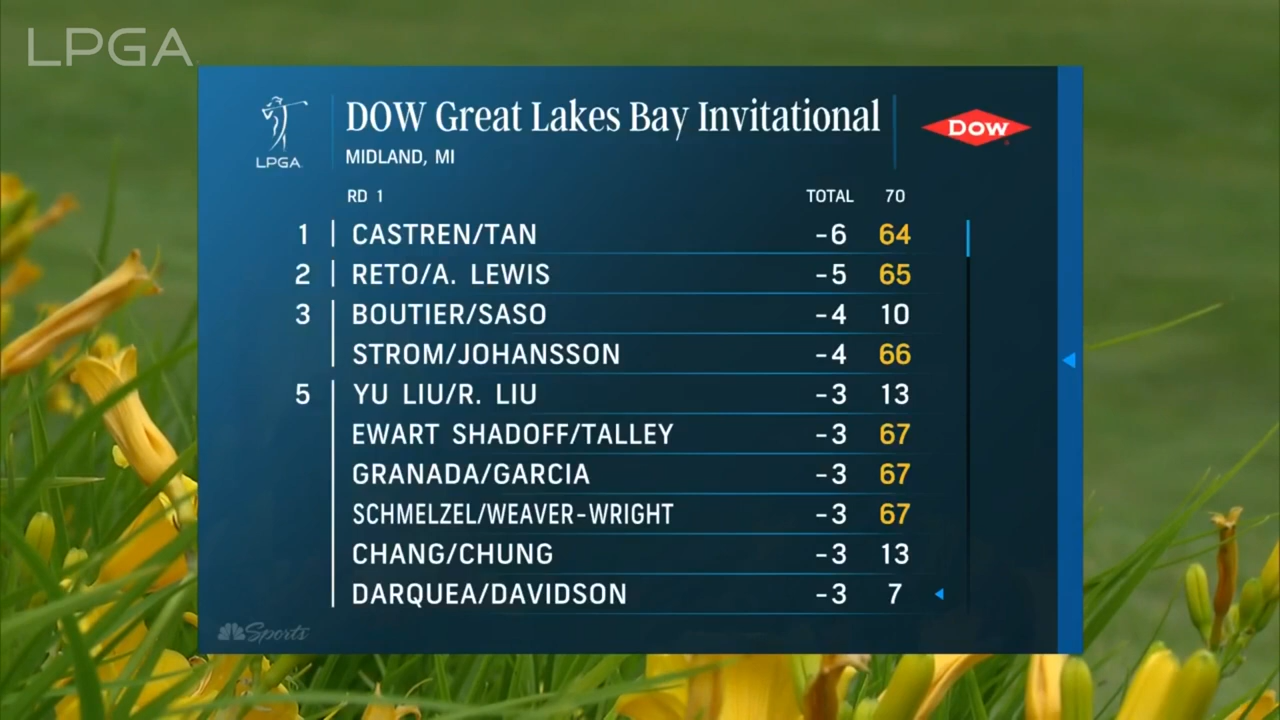 LPGA
DOW Great Lakes Bay Invitational
LPGA
MIDLAND, MI
DOW
RD 1 TOTAL 70
1 CASTREN/TAN -6 64
2 RETO/A. LEWIS -5 65
3 BOUTIER/SASO -4 10
STROM/JOHANSSON -4 66
5 YU LIU/R. LIU -3 13
EWART SHADOFF/TALLEY -3 67
GRANADA/GARCIA -3 67
SCHMELZEL/WEAVER-WRIGHT -3 67
CHANG/CHUNG -3 13
DARQUEA/DAVIDSON -3 7
Sports